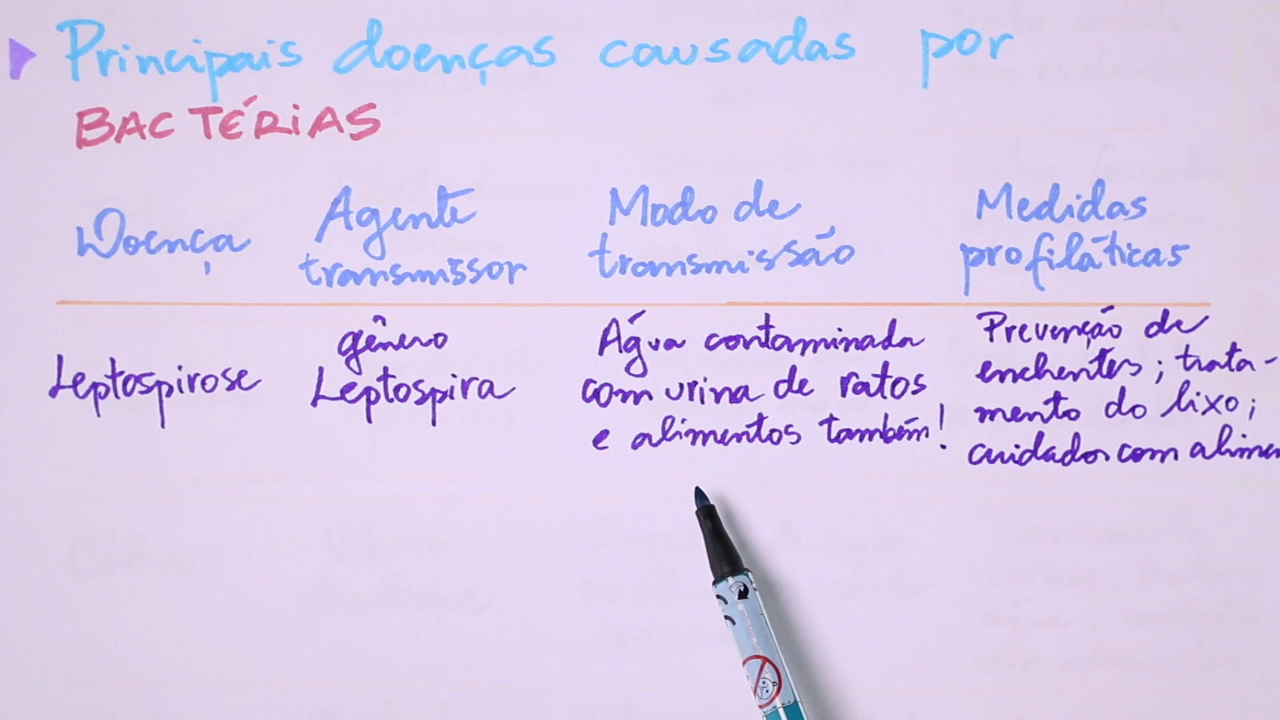 Principais doenças causadas por
BACTÉRIAS
Doença
Agente
transmissor
Modo de
transmissão
Medidas
profiláticas
Leptospirose
gênero
Leptospira
Água contaminada
com urina de ratos
e alimentos também!
Prevenção de
enchentes; trata-
mento do lixo;
cuidados com alimen